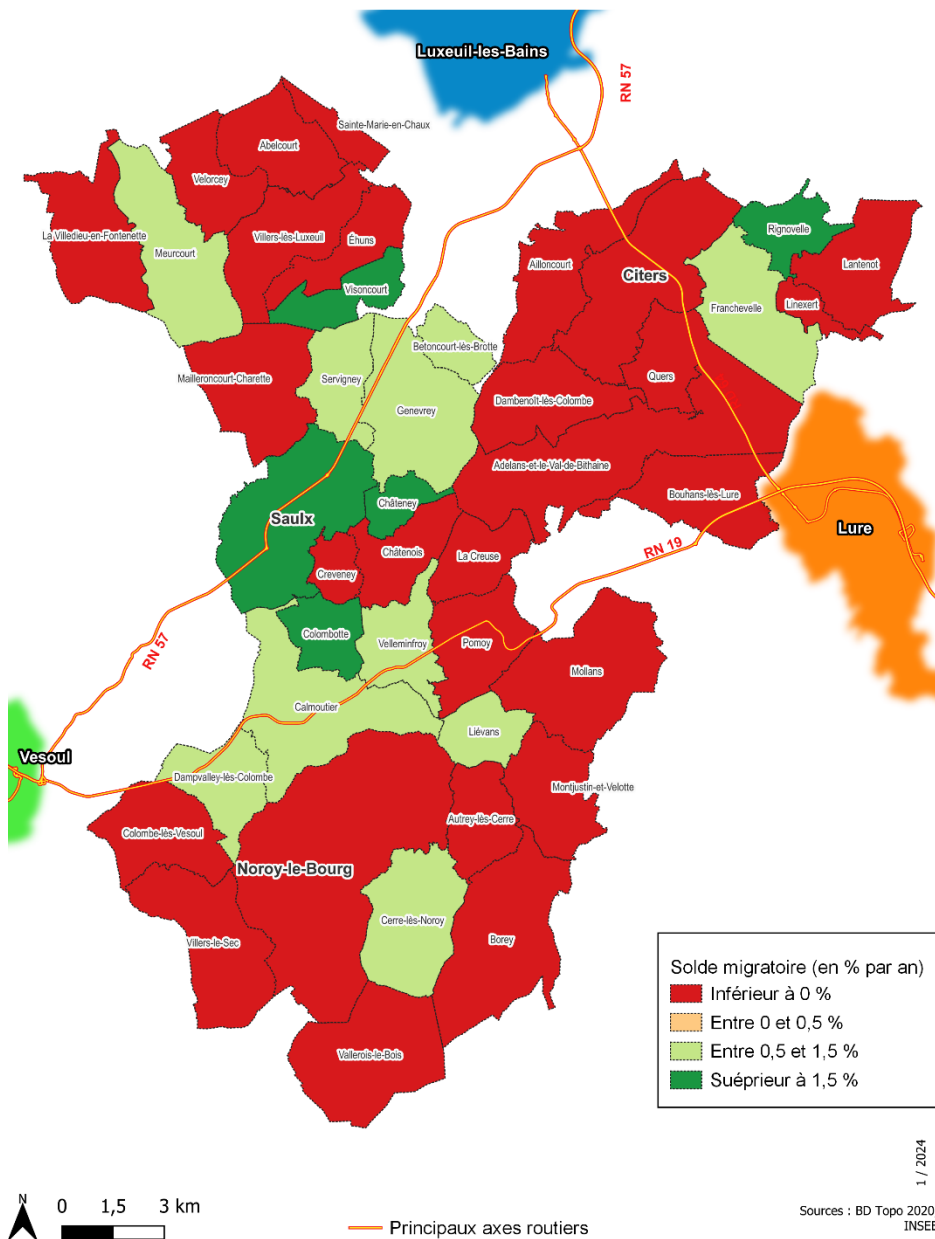 Luxeuil-les-Bains
RN 57
Sainte-Marie-en-Chaux
Abelcourt
Velorcey
La Villedieu-en-Fontenette
Villers-lès-Luxeuil
Éhuns
Meurcourt
Visoncourt
Rignovelle
Lantenot
Ailloncourt
Citers
Franchevelle
Linexert
Betoncourt-lès-Brotte
Mailleroncourt-Charette
Servigney
Quers
Genevrey
Dambenoît-lès-Colombe
Adelans-et-le-Val-de-Bithaine
Bouhans-lès-Lure
Châteney
Saulx
Lure
Châtenois
La Creuse
RN 19
Creveney
Colombotte
Velleminfroy
Pomoy
RN 57
Mollans
Calmoutier
Liévans
Vesoul
Dampvalley-lès-Colombe
Montjustin-et-Velotte
Autrey-lès-Cerre
Colombe-lès-Vesoul
Noroy-le-Bourg
Cerre-lès-Noroy
Villers-le-Sec
Borey
Vallerois-le-Bois
Solde migratoire (en % par an)
Inférieur à 0 %
Entre 0 et 0,5 %
Entre 0,5 et 1,5 %
Suéprieur à 1,5 %
1 / 2024
N
0 1,5 3 km
Principaux axes routiers
Sources : BD Topo 2020
INSEE